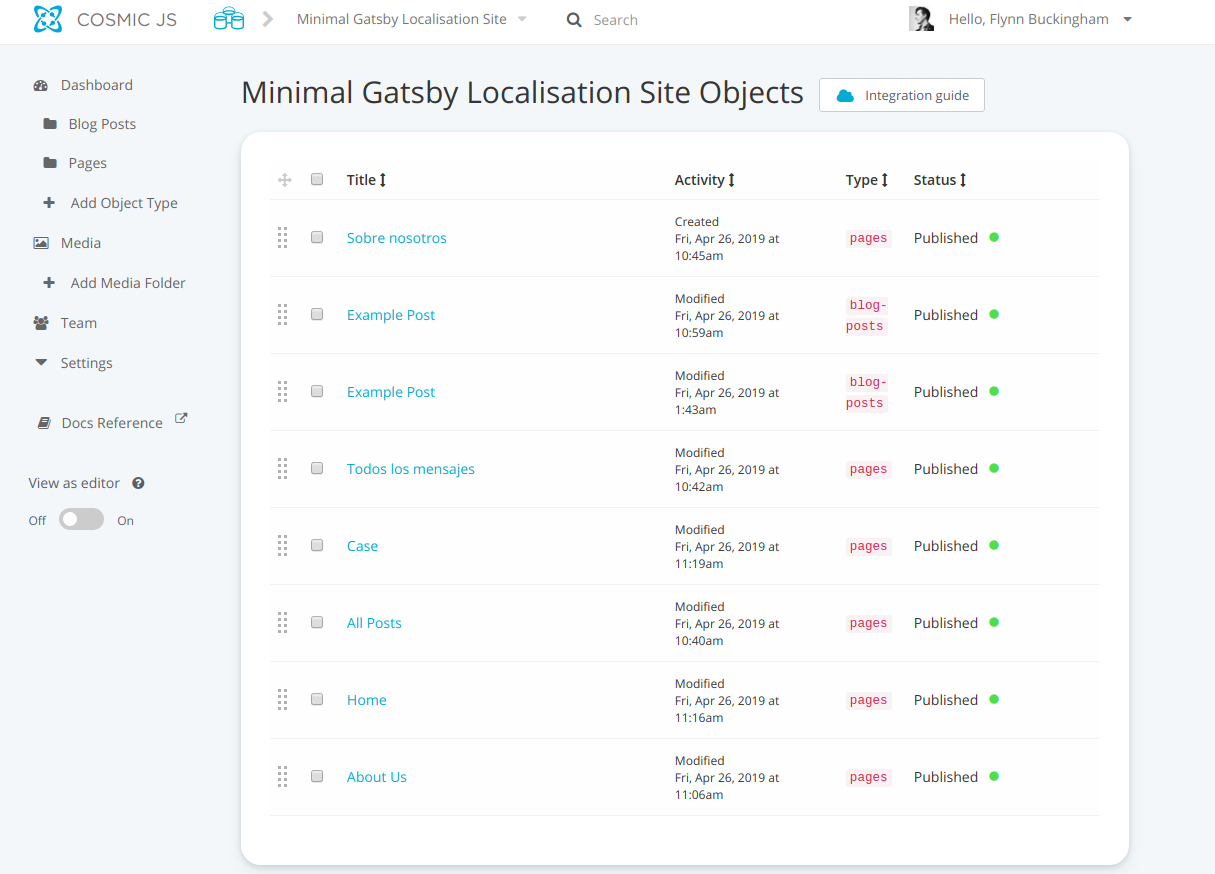 COSMIC JS
Minimal Gatsby Localisation Site
Search
Hello, Flynn Buckingham
Dashboard
Blog Posts
Pages
Add Object Type
Media
Add Media Folder
Team
Settings
Docs Reference
View as editor
Off On
Minimal Gatsby Localisation Site Objects
Integration guide
Title Activity Type Status
Sobre nosotros
Created
Fri, Apr 26, 2019 at
10:45am
pages
Published
Example Post
Modified
Fri, Apr 26, 2019 at
10:59am
blog-
posts
Published
Example Post
Modified
Fri, Apr 26, 2019 at
1:43am
blog-
posts
Published
Todos los mensajes
Modified
Fri, Apr 26, 2019 at
10:42am
pages
Published
Case
Modified
Fri, Apr 26, 2019 at
11:19am
pages
Published
All Posts
Modified
Fri, Apr 26, 2019 at
10:40am
pages
Published
Home
Modified
Fri, Apr 26, 2019 at
11:16am
pages
Published
About Us
Modified
Fri, Apr 26, 2019 at
11:06am
pages
Published